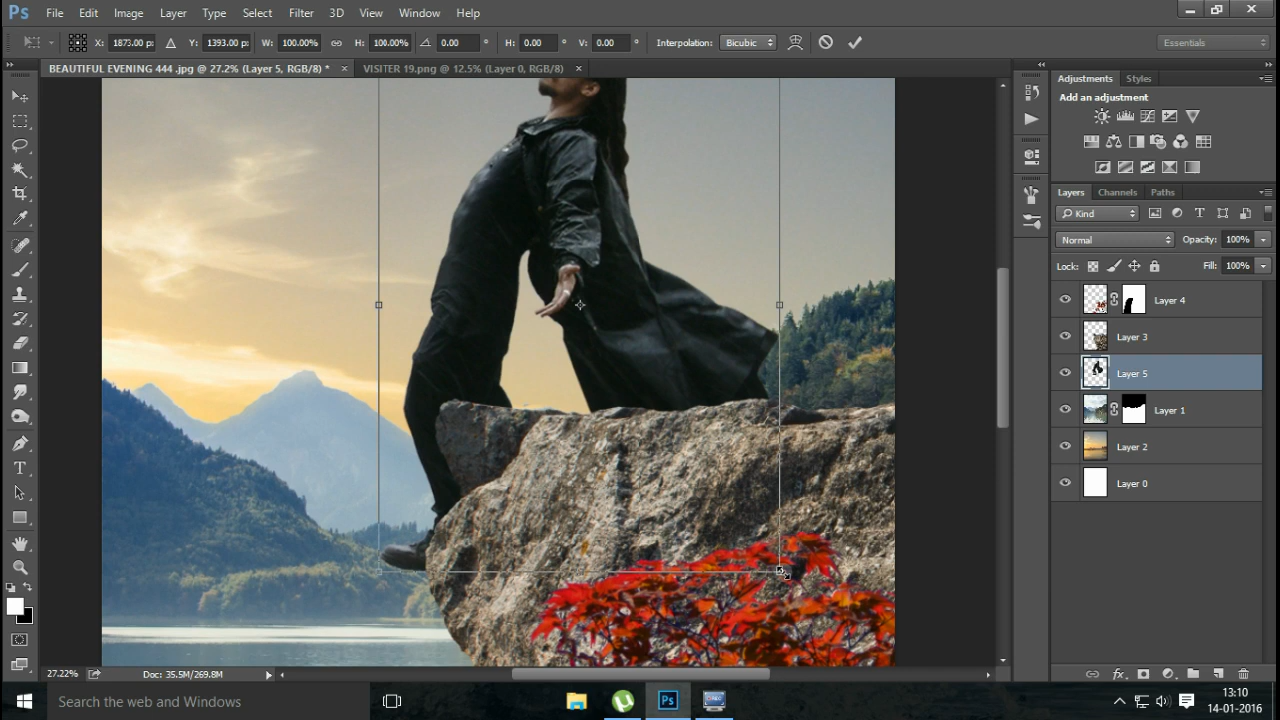 Ps File Edit Image Layer Type Select Filter 3D View Window Help
X: 1873.00 px Y: 1393.00 px W: 100.00% H: 100.00% 0.00 ° H: 0.00 ° V: 0.00 ° Interpolation: Bicubic Essentials
BEAUTIFUL EVENING 444 .jpg @ 27.2% (Layer 5, RGB/8) * × VISITER 19.png @ 12.5% (Layer 0, RGB/8) ×
Adjustments Styles
Add an adjustment
Layers Channels Paths
Kind
Normal Opacity: 100%
Lock: Fill: 100%
Layer 4
Layer 3
Layer 5
Layer 1
Layer 2
Layer 0
27.22% Doc: 35.5M/269.8M
Search the web and Windows
Ps
13:10
14-01-2016